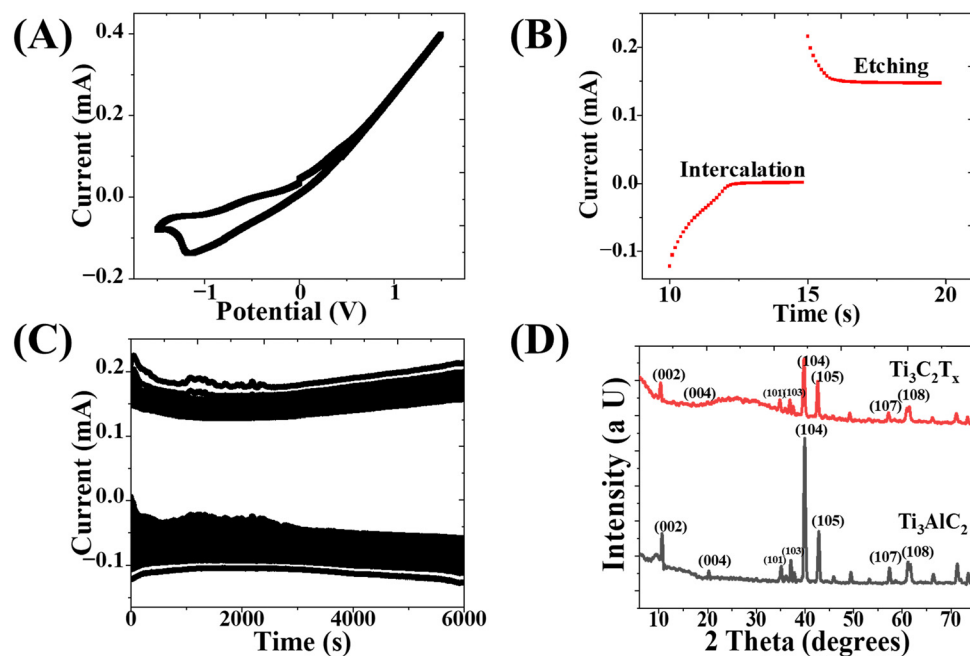 (A)
0.4
0.2
0.0
−0.2
Current (mA)
−1
0
1
Potential (V)
(B)
0.2
0.1
0.0
−0.1
Current (mA)
Etching
Intercalation
10
15
20
Time (s)
(C)
0.2
0.1
0.0
−0.1
Current (mA)
0
2000
4000
6000
Time (s)
(D)
Intensity (a U)
Ti₃C₂Tₓ
(002)
(004)
(101)
(103)
(104)
(105)
(107)
(108)
Ti₃AlC₂
(002)
(004)
(101)
(103)
(104)
(105)
(107)
(108)
10
20
30
40
50
60
70
2 Theta (degrees)